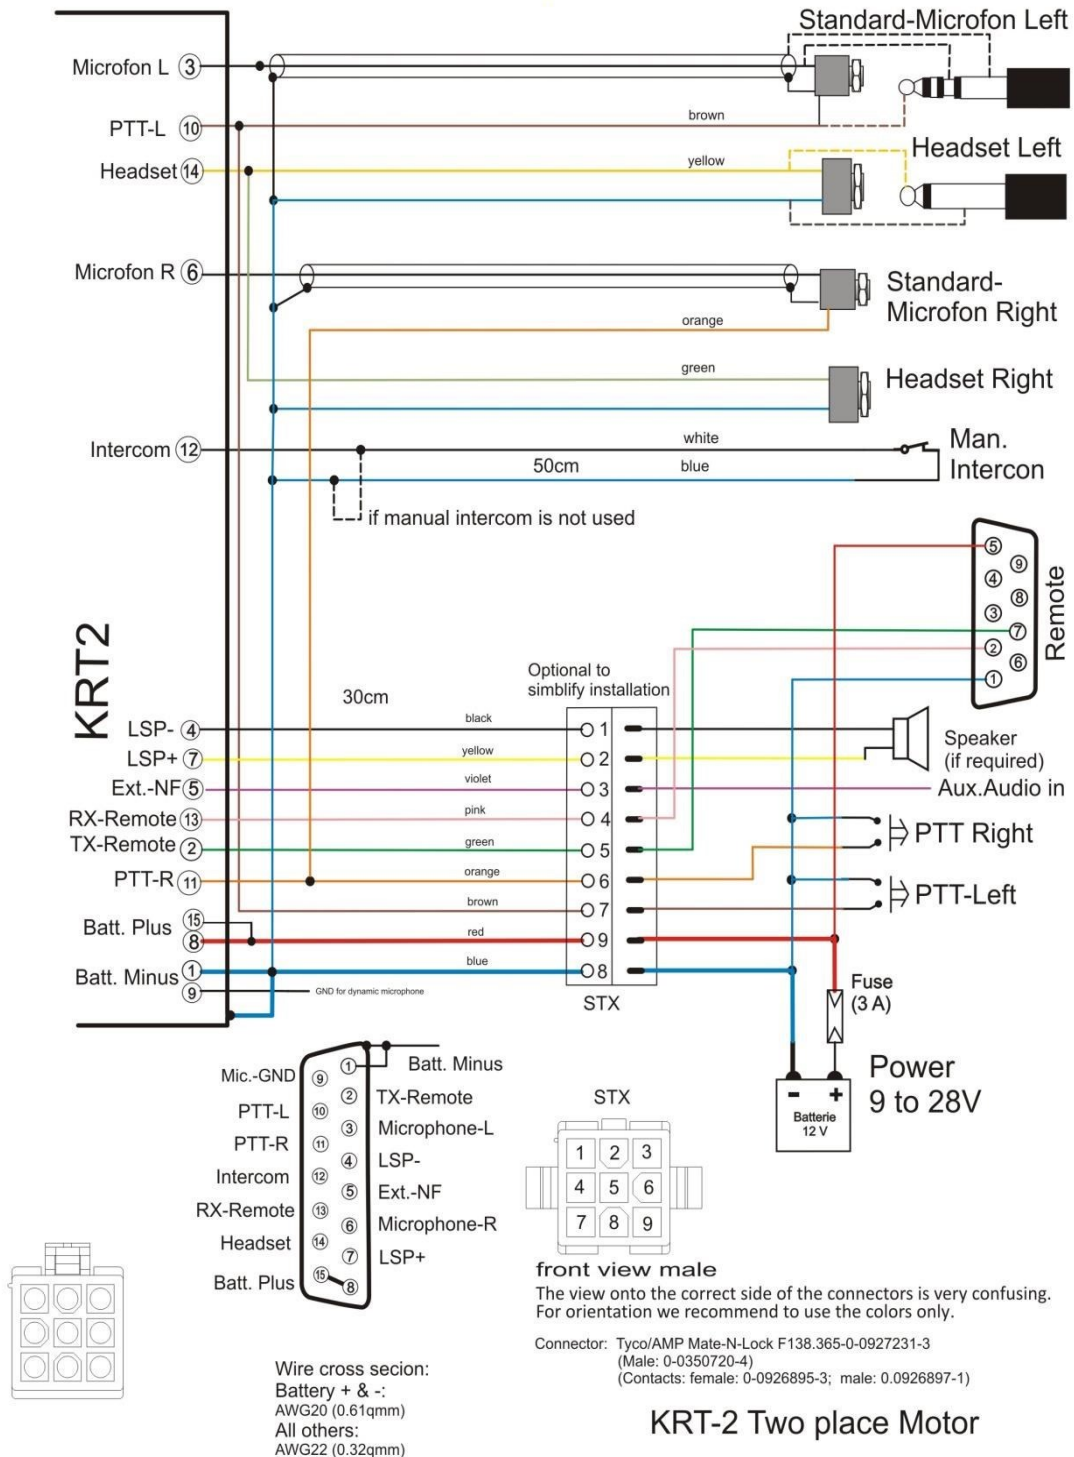 Standard-Microfon Left
Microfon L 3
PTT-L 10
brown
Headset 14
yellow
Headset Left
Microfon R 6
Standard-
Microfon Right
orange
green
Headset Right
Intercom 12
white
Man.
Intercon
50cm
blue
if manual intercom is not used
KRT2
5
9
4
8
3
7
2
6
1
Remote
Optional to
simblify installation
30cm
LSP- 4
black
1
LSP+ 7
yellow
2
Ext.-NF 5
violet
3
RX-Remote 13
pink
4
TX-Remote 2
green
5
PTT-R 11
orange
6
brown
7
Batt. Plus
15
8
red
9
Batt. Minus 1
blue
8
9
GND for dynamic microphone
STX
Speaker
(if required)
Aux.Audio in
PTT Right
PTT-Left
Fuse
(3 A)
Power
9 to 28V
- +
Batterie
12 V
1 Batt. Minus
Mic.-GND 9
2 TX-Remote
PTT-L 10
3 Microphone-L
PTT-R 11
4 LSP-
Intercom 12
5 Ext.-NF
RX-Remote 13
6 Microphone-R
Headset 14
7 LSP+
Batt. Plus 15
8
STX
1 2 3
4 5 6
7 8 9
front view male
The view onto the correct side of the connectors is very confusing.
For orientation we recommend to use the colors only.
Connector: Tyco/AMP Mate-N-Lock F138.365-0-0927231-3
(Male: 0-0350720-4)
(Contacts: female: 0-0926895-3; male: 0.0926897-1)
Wire cross secion:
Battery + & -:
AWG20 (0.61qmm)
All others:
AWG22 (0.32qmm)
KRT-2 Two place Motor